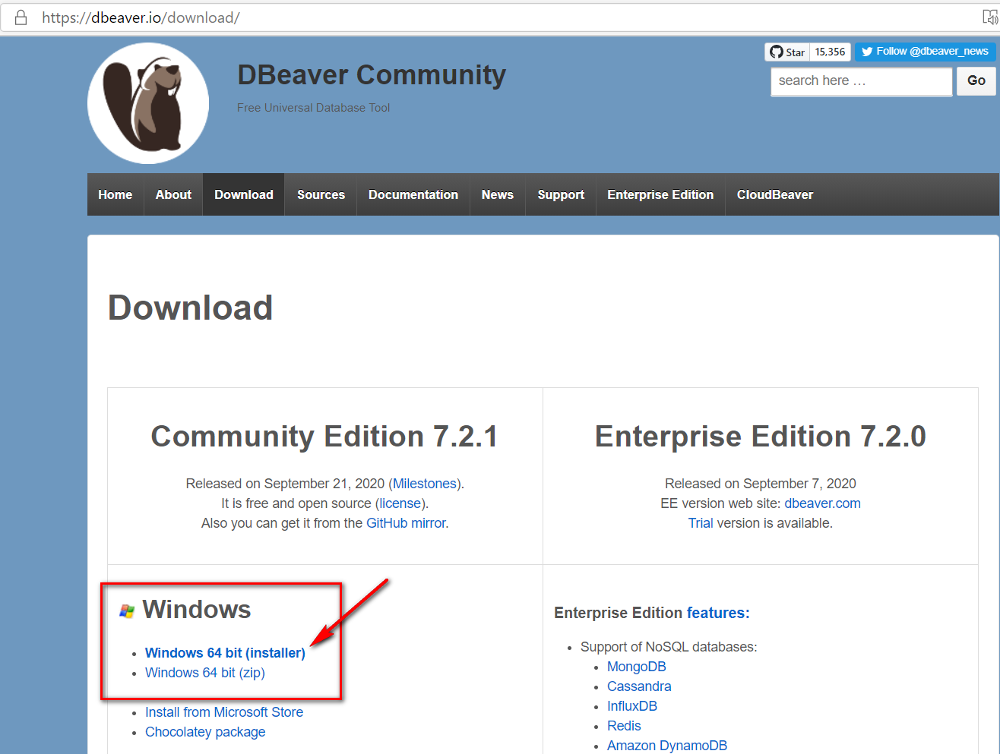 https://dbeaver.io/download/
Star 15,356 Follow @dbeaver_news
DBeaver Community
search here … Go
Free Universal Database Tool
Home About Download Sources Documentation News Support Enterprise Edition CloudBeaver
Download
Community Edition 7.2.1
Released on September 21, 2020 (Milestones).
It is free and open source (license).
Also you can get it from the GitHub mirror.
Enterprise Edition 7.2.0
Released on September 7, 2020
EE version web site: dbeaver.com
Trial version is available.
Windows
Windows 64 bit (installer)
Windows 64 bit (zip)
Install from Microsoft Store
Chocolatey package
Enterprise Edition features:
Support of NoSQL databases:
MongoDB
Cassandra
InfluxDB
Redis
Amazon DynamoDB